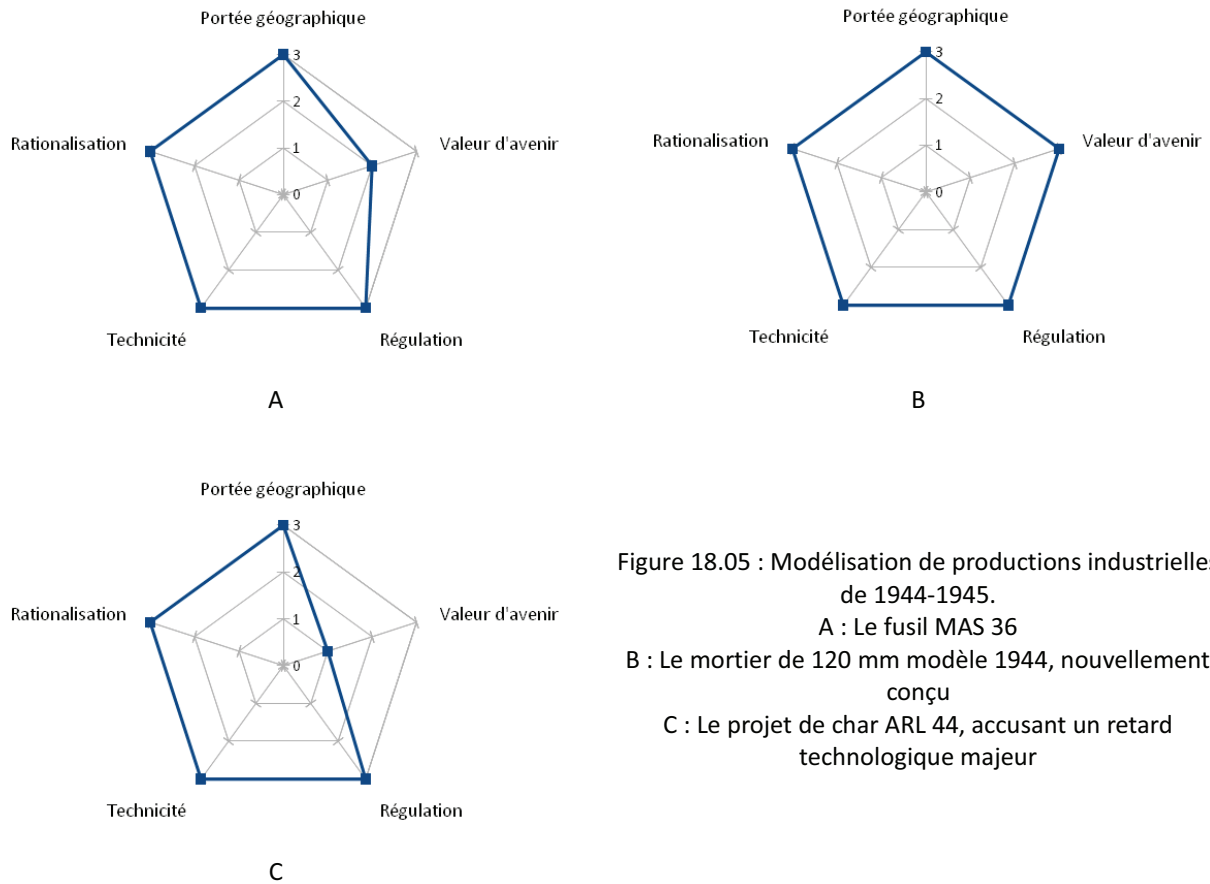 Portée géographique
3
2
1
0
Rationalisation
Valeur d'avenir
Technicité
Régulation
A
Portée géographique
3
2
1
0
Rationalisation
Valeur d'avenir
Technicité
Régulation
B
Portée géographique
3
2
1
0
Rationalisation
Valeur d'avenir
Technicité
Régulation
C
Figure 18.05 : Modélisation de productions industrielles
de 1944-1945.
A : Le fusil MAS 36
B : Le mortier de 120 mm modèle 1944, nouvellement
conçu
C : Le projet de char ARL 44, accusant un retard
technologique majeur